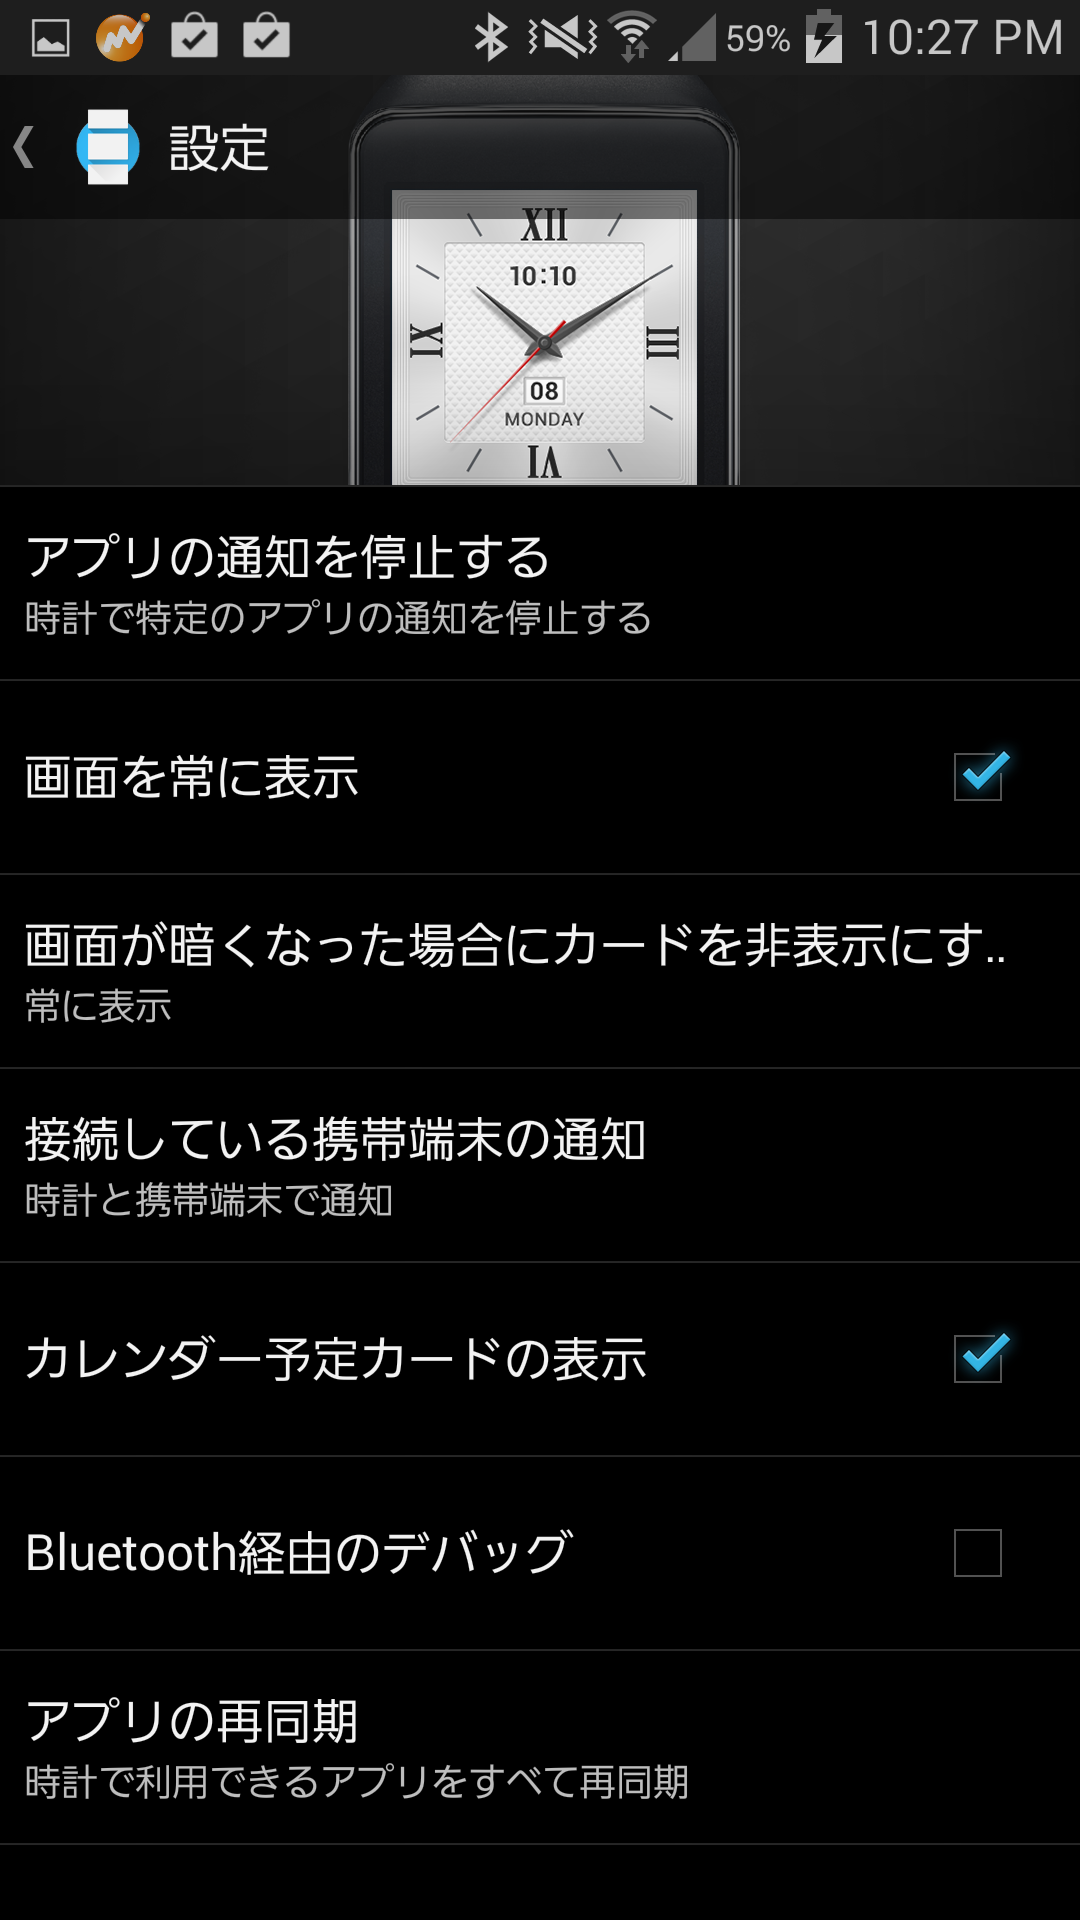 59% 10:27 PM
設定
XII
10:10
IX
III
08
MONDAY
VI
アプリの通知を停止する
時計で特定のアプリの通知を停止する
画面を常に表示
画面が暗くなった場合にカードを非表示にす..
常に表示
接続している携帯端末の通知
時計と携帯端末で通知
カレンダー予定カードの表示
Bluetooth経由のデバッグ
アプリの再同期
時計で利用できるアプリをすべて再同期